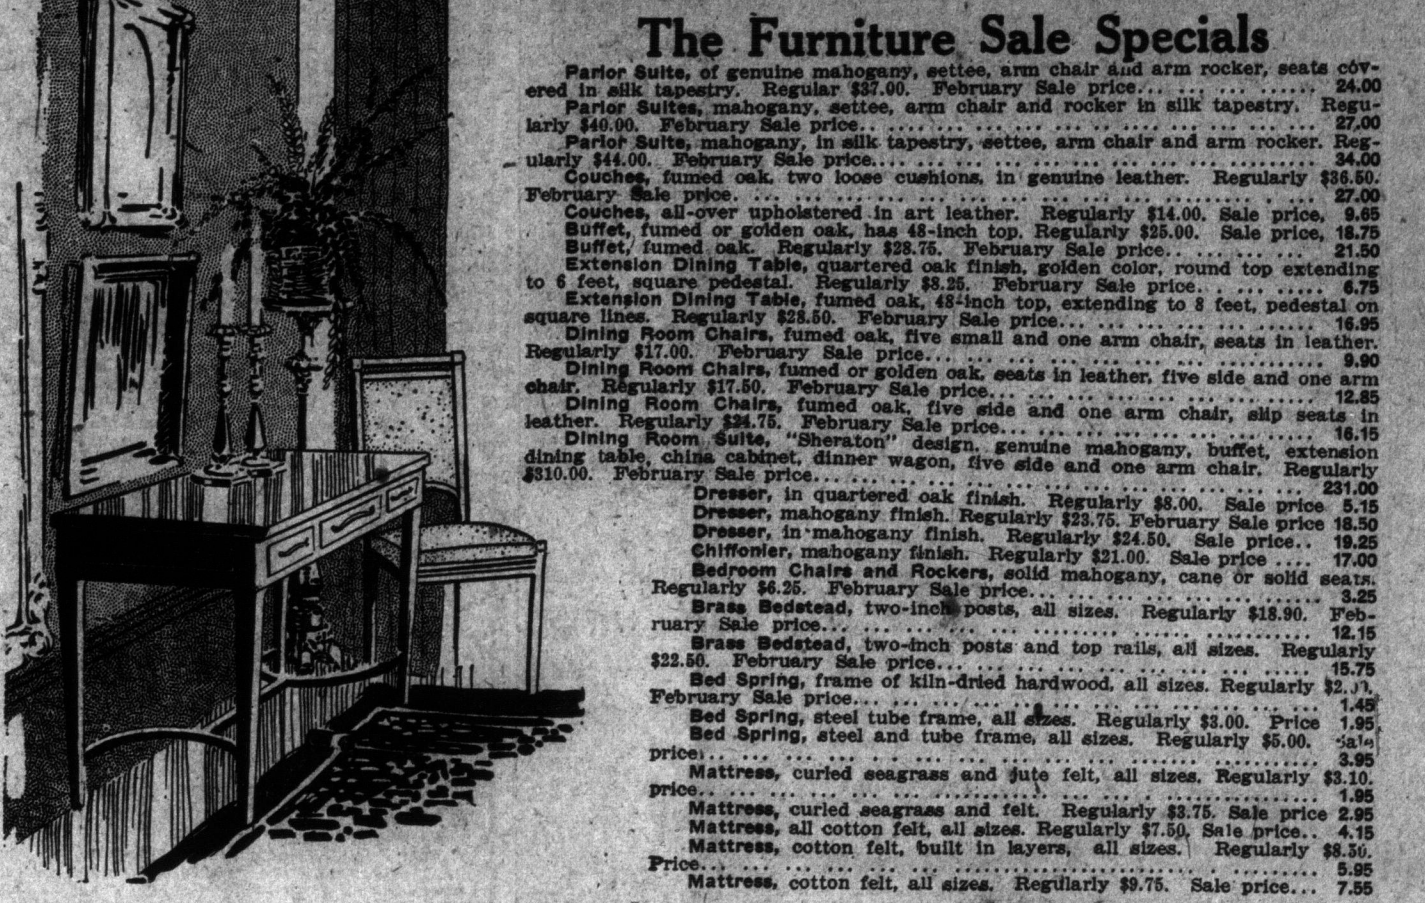 The Furniture Sale Specials
Parlor Suite, of genuine mahogany, settee, arm chair and arm rocker, seats cov-
ered in silk tapestry. Regular $37.00. February Sale price... ... ... ...... 24.00
Parlor Suites, mahogany, settee, arm chair and rocker in silk tapestry. Regu-
larly $40.00. February Sale price.. ........ ... ... ... ... ... ... ... ... 27.00
Parlor Suite, mahogany, in silk tapestry, settee, arm chair and arm rocker. Reg-
ularly $44.00. February Sale price.... ... ... ... ... ... ... ... ... ...... 34.00
Couches, fumed oak, two loose cushions, in genuine leather. Regularly $36.50.
February Sale price. ... ... ... ... ... ... ... ... ... ... ... ... . ... 27.00
Couches, all-over upholstered in art leather. Regularly $14.00. Sale price, 9.65
Buffet, fumed or golden oak, has 48-inch top. Regularly $25.00. Sale price, 18.75
Buffet, fumed oak. Regularly $28.75. February Sale price.. ...... ... 21.50
Extension Dining Table, quartered oak finish, golden color, round top extending
to 6 feet, square pedestal. Regularly $8.25. February Sale price. . ... ..... 6.75
Extension Dining Table, fumed oak, 48-inch top, extending to 8 feet, pedestal on
square lines. Regularly $28.50. February Sale price... ... ... ............ 16.95
Dining Room Chairs, fumed oak, five small and one arm chair, seats in leather.
Regularly $17.00. February Sale price... ... ... ... ... ............ ...... 9.90
Dining Room Chairs, fumed or golden oak, seats in leather, five side and one arm
chair. Regularly $17.50. February Sale price... ... ... ... ... ... ... ... 12.85
Dining Room Chairs, fumed oak, five side and one arm chair, slip seats in
leather. Regularly $24.75. February Sale price... ... ... ... ... ... ...... 16.15
Dining Room Suite, "Sheraton" design, genuine mahogany, buffet, extension
dining table, china cabinet, dinner wagon, five side and one arm chair. Regularly
$310.00. February Sale price... ... ... ... ... ... ... ... ... ... ... ... 231.00
Dresser, in quartered oak finish. Regularly $8.00. Sale price 5.15
Dresser, mahogany finish. Regularly $23.75. February Sale price 18.50
Dresser, in mahogany finish. Regularly $24.50. Sale price.. 19.25
Chiffonier, mahogany finish. Regularly $21.00. Sale price .... 17.00
Bedroom Chairs and Rockers, solid mahogany, cane or solid seats.
Regularly $6.25. February Sale price... ... ... ... ... ... ... ... ... 3.25
Brass Bedstead, two-inch posts, all sizes. Regularly $18.90. Feb-
ruary Sale price... ... ... ... ... ... ......... ... ... ... ......... 12.15
Brass Bedstead, two-inch posts and top rails, all sizes. Regularly
$22.50. February Sale price... ... ... ... ... ... ... ... ... ... ... 15.75
Bed Spring, frame of kiln-dried hardwood, all sizes. Regularly
February Sale price... ... ... ... ... ... ... ... ... ... ... ... ... 1.45
Bed Spring, steel tube frame, all sizes. Regularly $3.00. Price 1.95
Bed Spring, steel and tube frame, all sizes. Regularly $5.00. Sale
price. ... ... ... ... ... ... ... ... ... ... ... ... ... ... ... ... 3.95
Mattress, curled seagrass and jute felt, all sizes. Regularly $3.10.
price.. ... ... ... ... ... ... ... ... ... ... ... ............ ...... 1.95
Mattress, curled seagrass and felt. Regularly $3.75. Sale price 2.95
Mattress, all cotton felt, all sizes. Regularly $7.50, Sale price.. 4.15
Mattress, cotton felt, built in layers, all sizes. Regularly $8.50.
Price... ... ... ... ... ... ... ... ... ... ... ... ... ... ... ... 5.95
Mattress, cotton felt, all sizes. Regularly $9.75. Sale price... 7.55